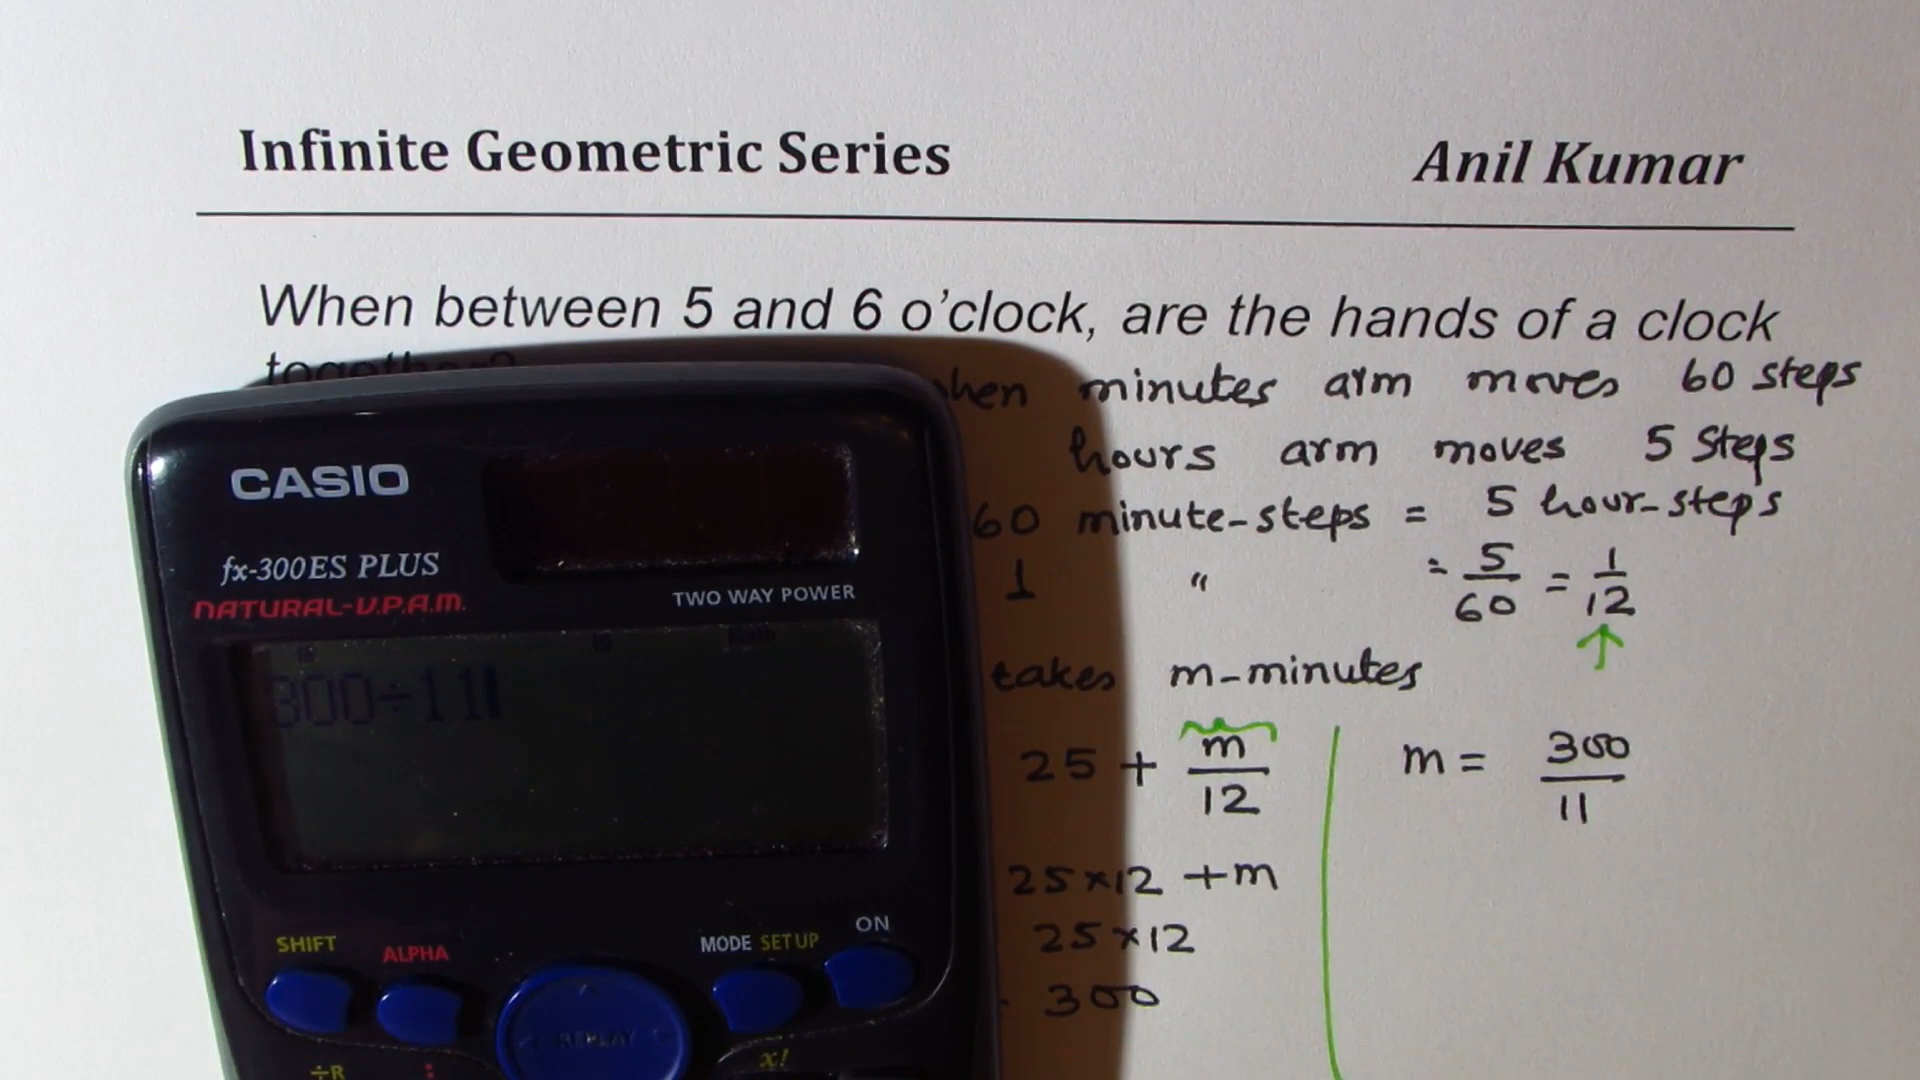 Infinite Geometric Series Anil Kumar
When between 5 and 6 o'clock, are the hands of a clock
together?
when minutes arm moves 60 steps
hours arm moves 5 Steps
60 minute-steps = 5 hour-steps
1 " = 5/60 = 1/12
takes m-minutes
25 + m/12
m = 300/11
25×12 +m
25×12
300
CASIO
fx-300ES PLUS
NATURAL-V.P.A.M.
TWO WAY POWER
Math
300÷11
SHIFT
ALPHA
MODE SETUP
ON
REPLAY
÷R
:
x!